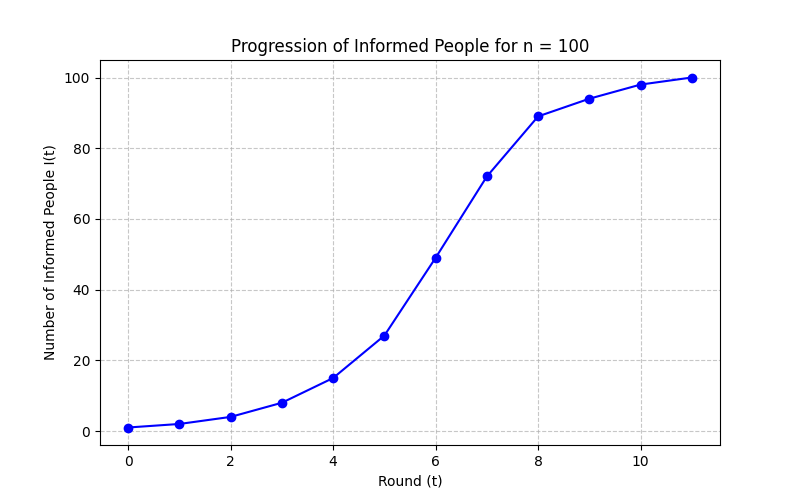 Progression of Informed People for n = 100
Number of Informed People I(t)
100
80
60
40
20
0
0 2 4 6 8 10
Round (t)